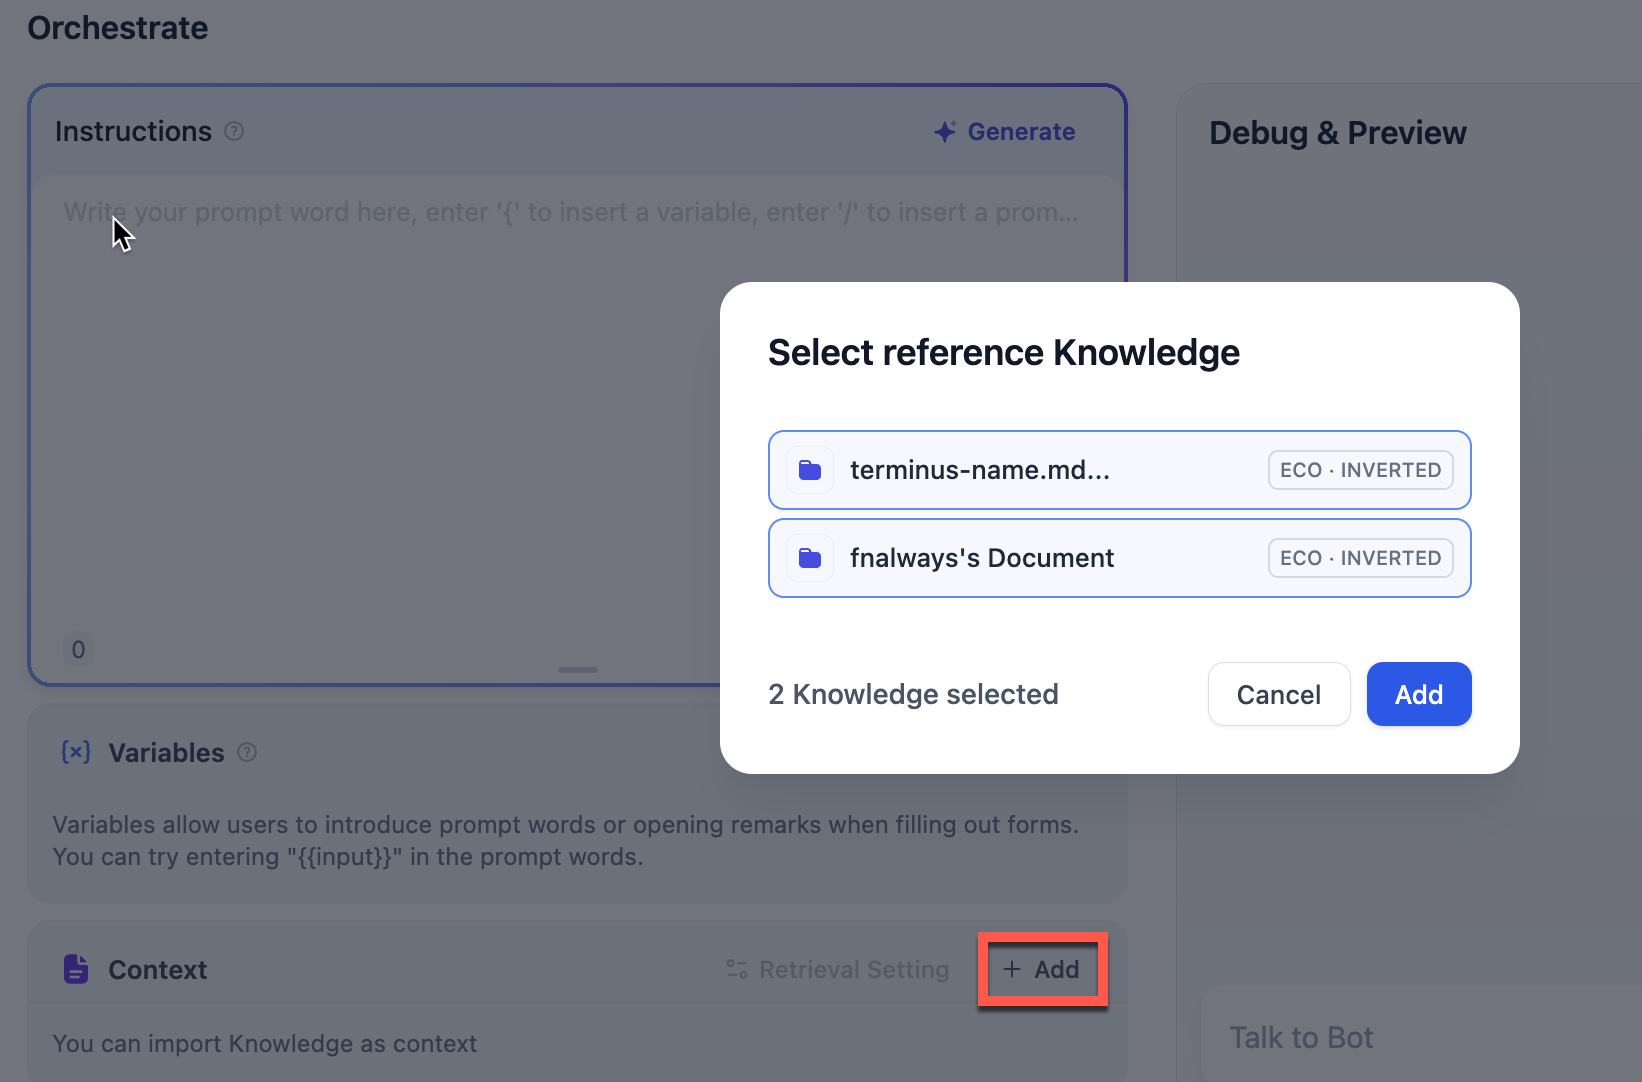 Orchestrate
Instructions
Generate
Write your prompt word here, enter '{' to insert a variable, enter '/' to insert a prom...
0
Debug & Preview
Select reference Knowledge
terminus-name.md...
ECO · INVERTED
fnalways's Document
ECO · INVERTED
2 Knowledge selected
Cancel
Add
{×} Variables
Variables allow users to introduce prompt words or opening remarks when filling out forms.
You can try entering "{{input}}" in the prompt words.
Context
Retrieval Setting
+ Add
You can import Knowledge as context
Talk to Bot